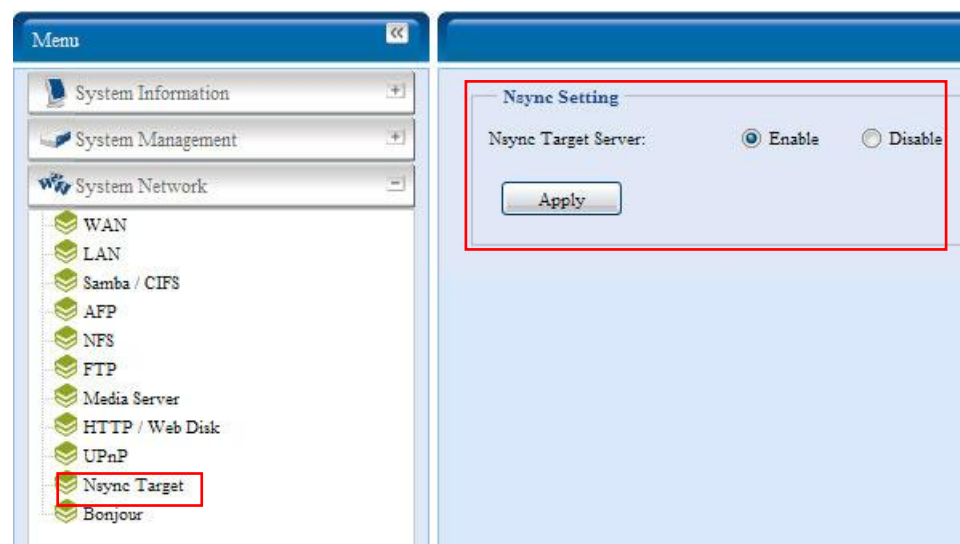 Menu
System Information
System Management
System Network
WAN
LAN
Samba / CIFS
AFP
NFS
FTP
Media Server
HTTP / Web Disk
UPnP
Nsync Target
Bonjour
Nsync Setting
Nsync Target Server: Enable Disable
Apply